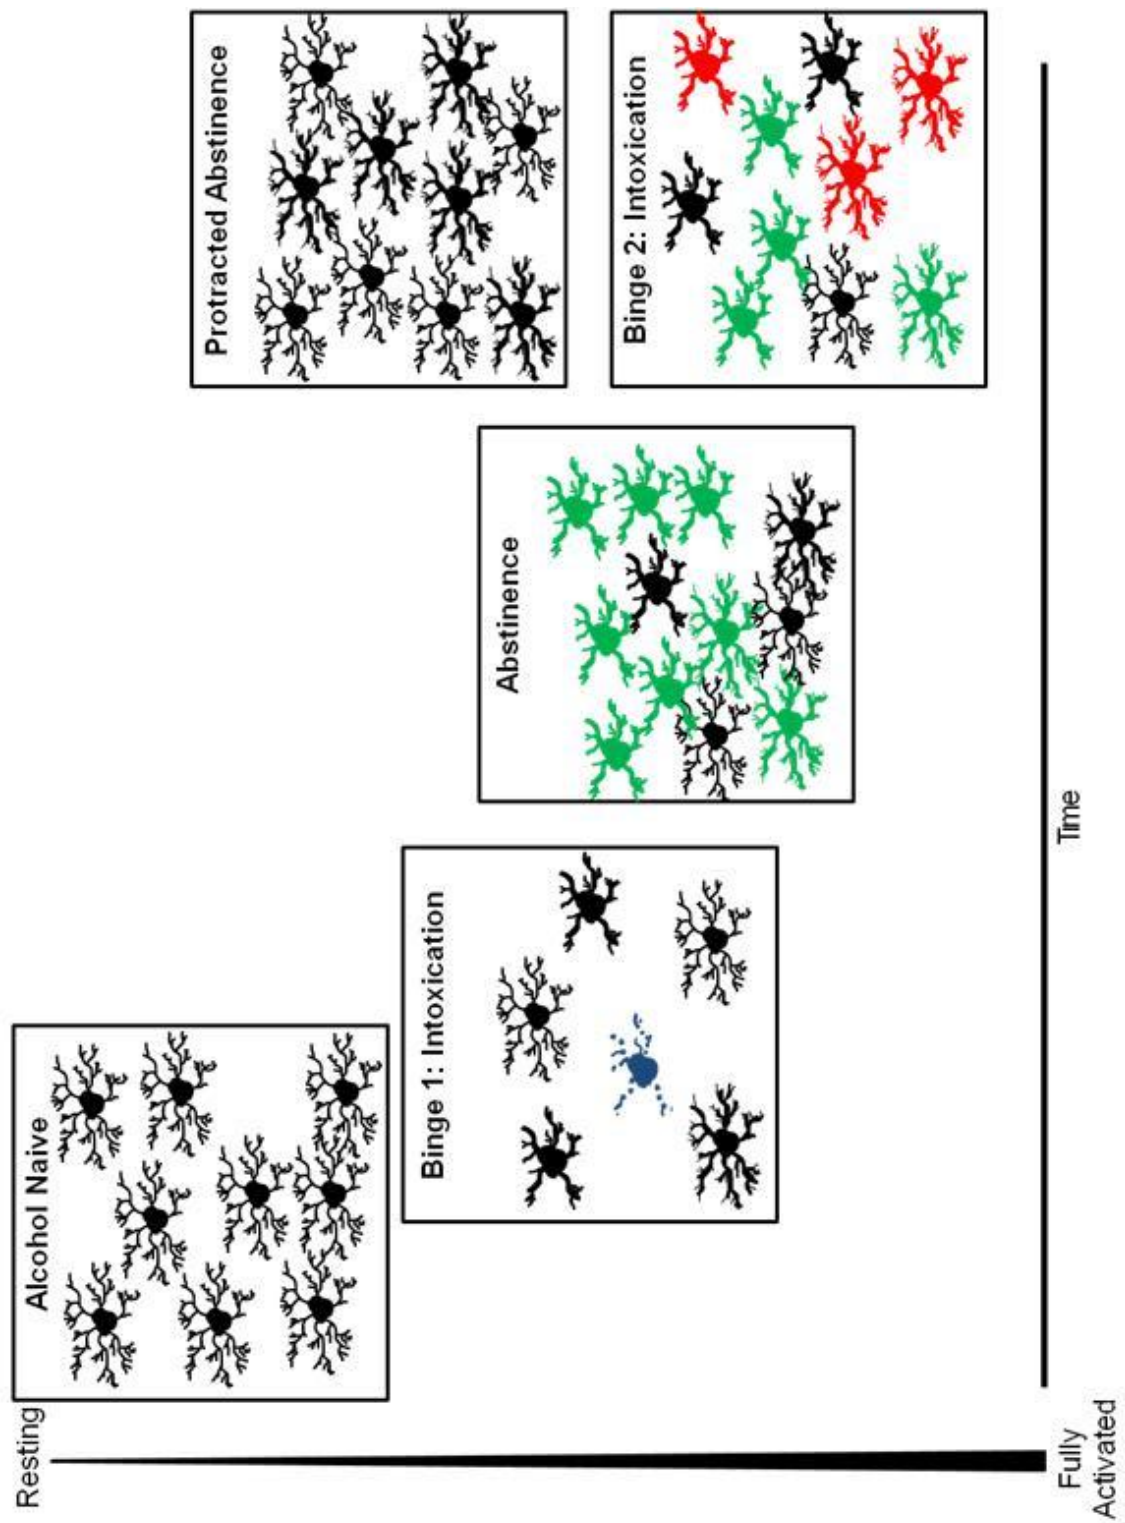 Resting
Alcohol Naive
Protracted Abstinence
Binge 1: Intoxication
Abstinence
Binge 2: Intoxication
Fully
Activated
Time